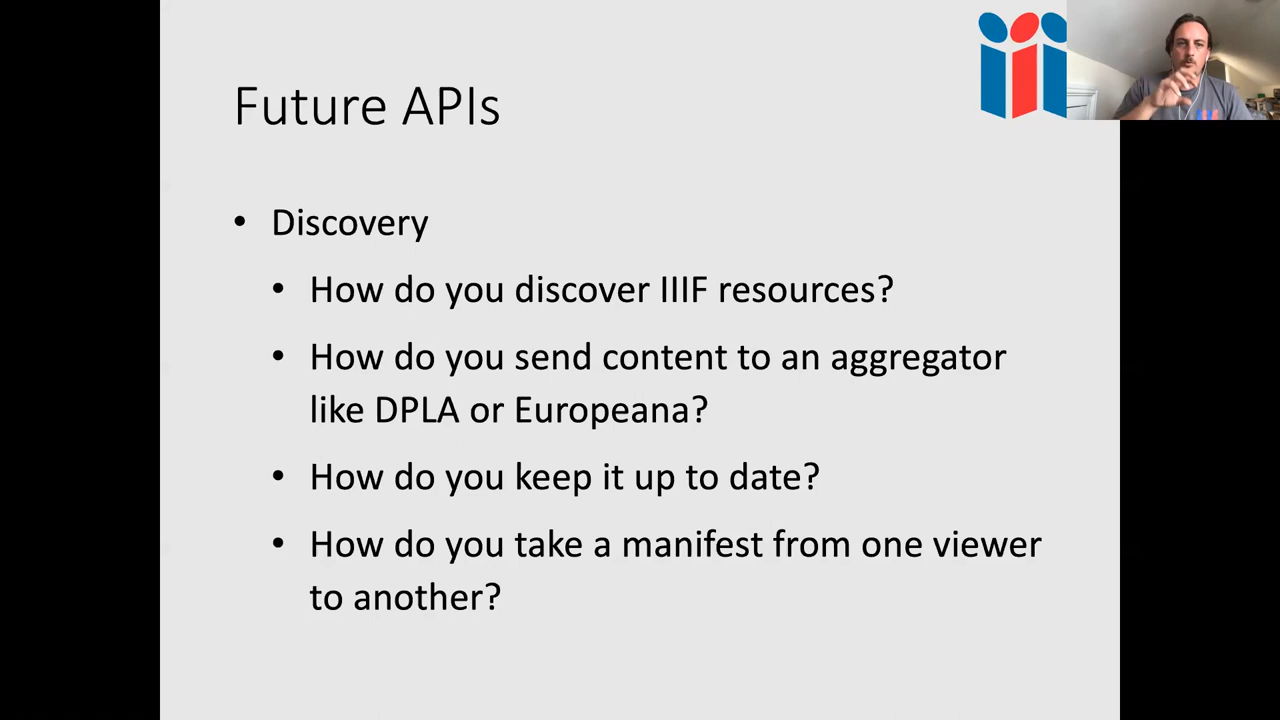 Future APIs
• Discovery
• How do you discover IIIF resources?
• How do you send content to an aggregator
like DPLA or Europeana?
• How do you keep it up to date?
• How do you take a manifest from one viewer
to another?